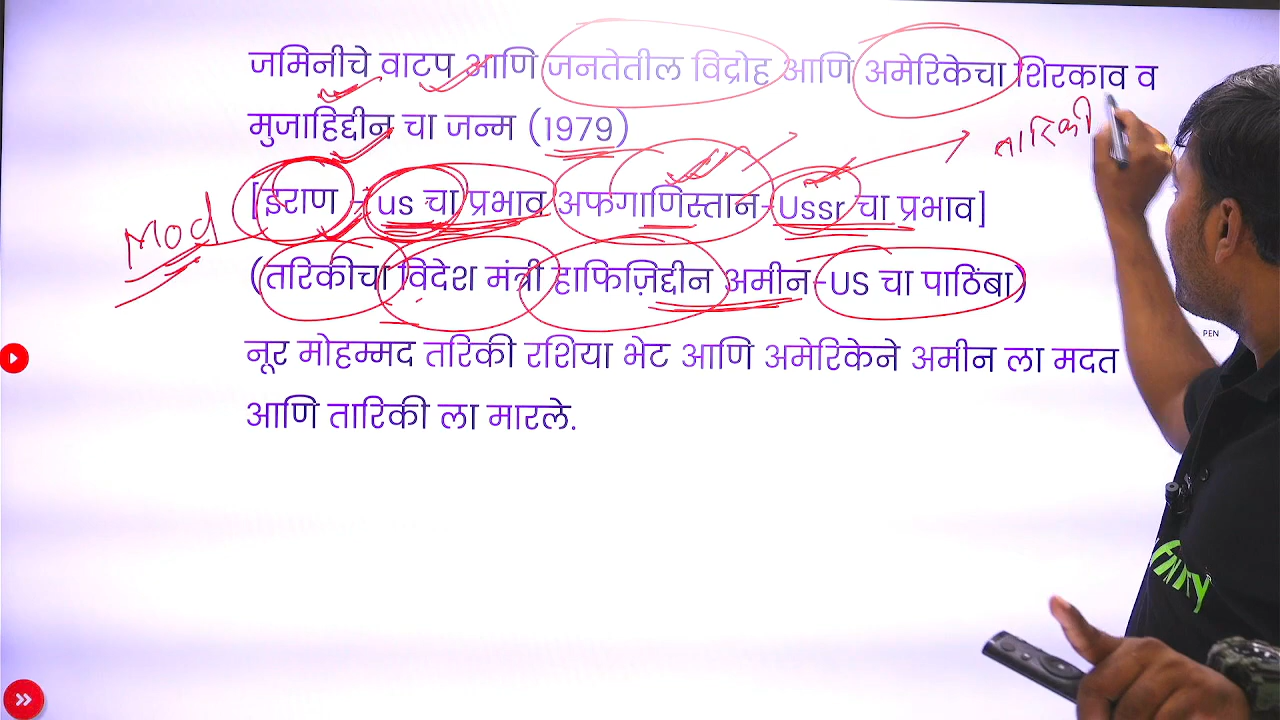 जमिनीचे वाटप आणि जनतेतील विद्रोह आणि अमेरिकेचा शिरकाव व
मुजाहिद्दीन चा जन्म (1979)
तारिकी
[इराण - us चा प्रभाव अफगाणिस्तान-Ussr चा प्रभाव]
Mod
(तरिकीचा विदेश मंत्री हाफिज़िद्दीन अमीन-US चा पाठिंबा)
PEN
नूर मोहम्मद तरिकी रशिया भेट आणि अमेरिकेने अमीन ला मदत
आणि तारिकी ला मारले.